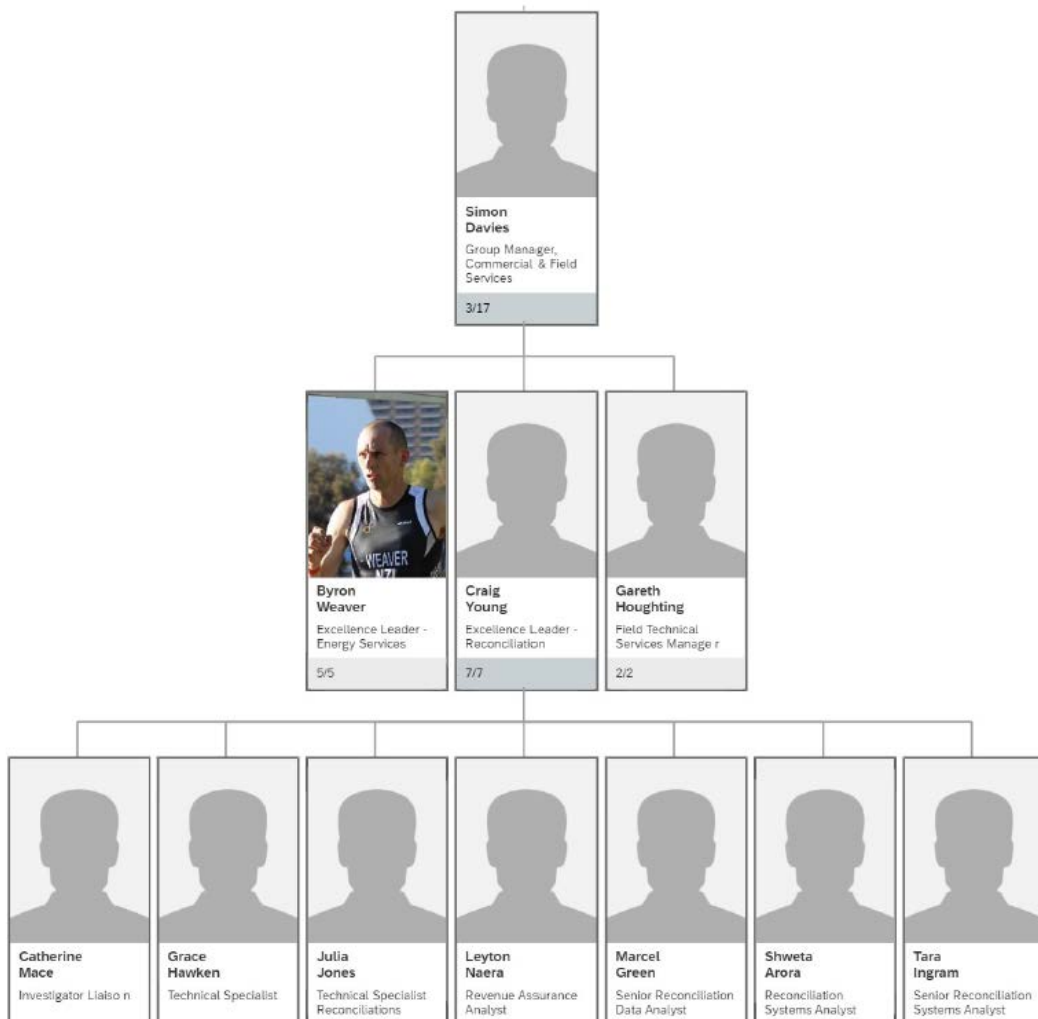 Simon
Davies
Group Manager,
Commercial & Field
Services
3/17
WEAVER
NZL
Byron
Weaver
Excellence Leader -
Energy Services
5/5
Craig
Young
Excellence Leader -
Reconciliation
7/7
Gareth
Houghting
Field Technical
Services Manage r
2/2
Catherine
Mace
Investigator Liaiso n
Grace
Hawken
Technical Specialist
Julia
Jones
Technical Specialist
Reconciliations
Leyton
Naera
Revenue Assurance
Analyst
Marcel
Green
Senior Reconciliation
Data Analyst
Shweta
Arora
Reconciliation
Systems Analyst
Tara
Ingram
Senior Reconciliation
Systems Analyst